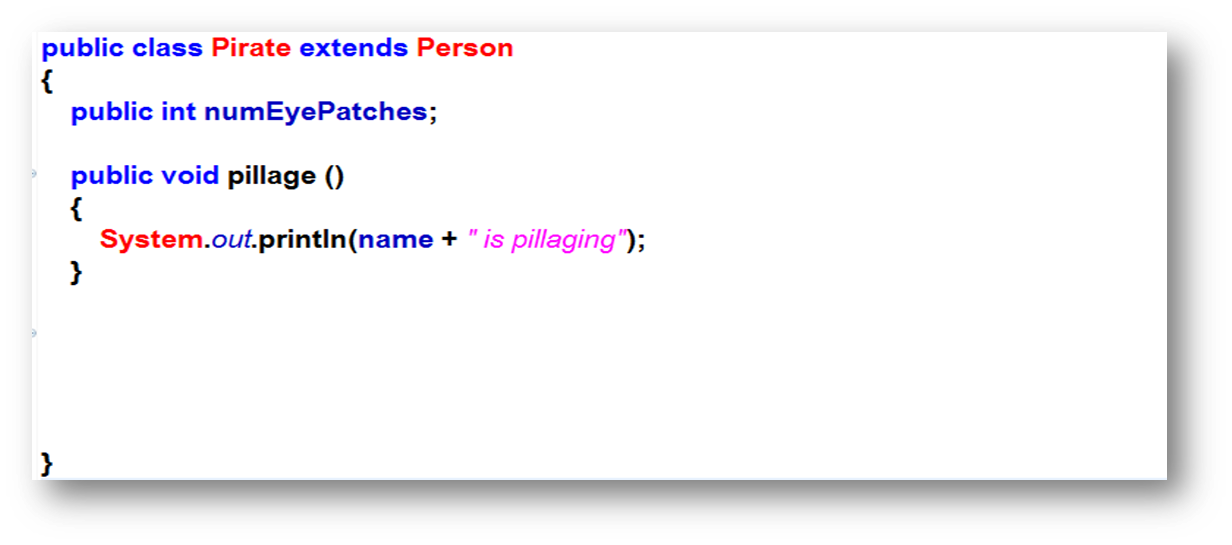 public class Pirate extends Person
{
public int numEyePatches;
public void pillage ()
{
System.out.println(name + " is pillaging");
}
}